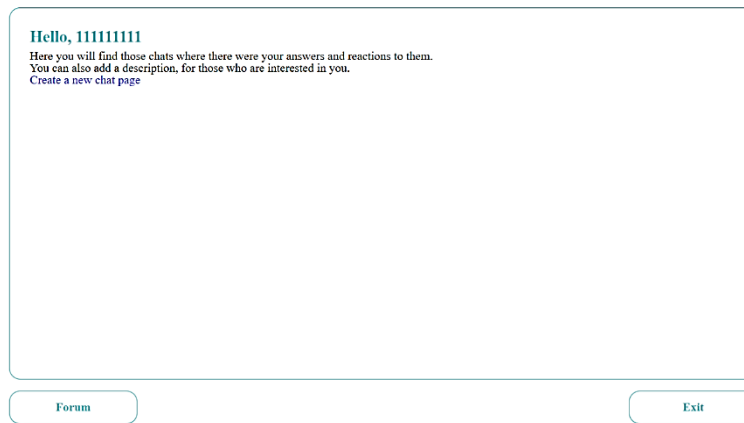 Hello, 111111111
Here you will find those chats where there were your answers and reactions to them.
You can also add a description, for those who are interested in you.
Create a new chat page
Forum
Exit